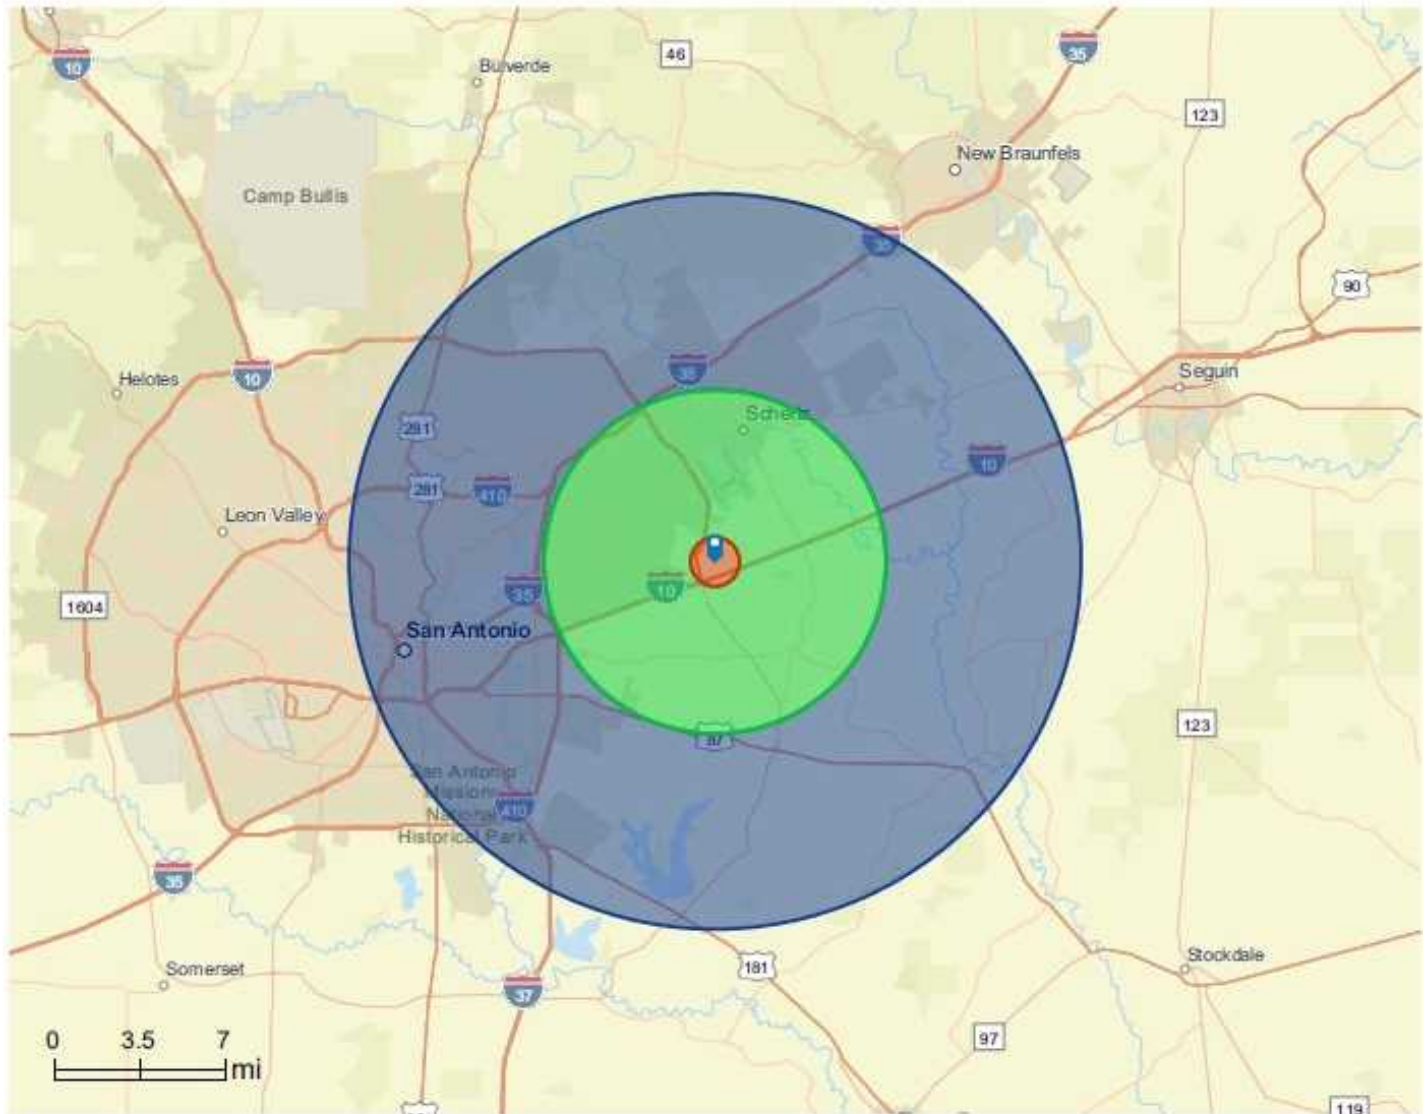 35
10
Bulverde
46
123
New Braunfels
Camp Bullis
35
90
Helotes
10
35
Seguin
281
Schertz
10
281
410
Leon Valley
1604
35
10
San Antonio
123
87
San Antonio
Missions
National
Historical Park
410
35
Stockdale
Somerset
181
37
97
0 3.5 7
mi
119